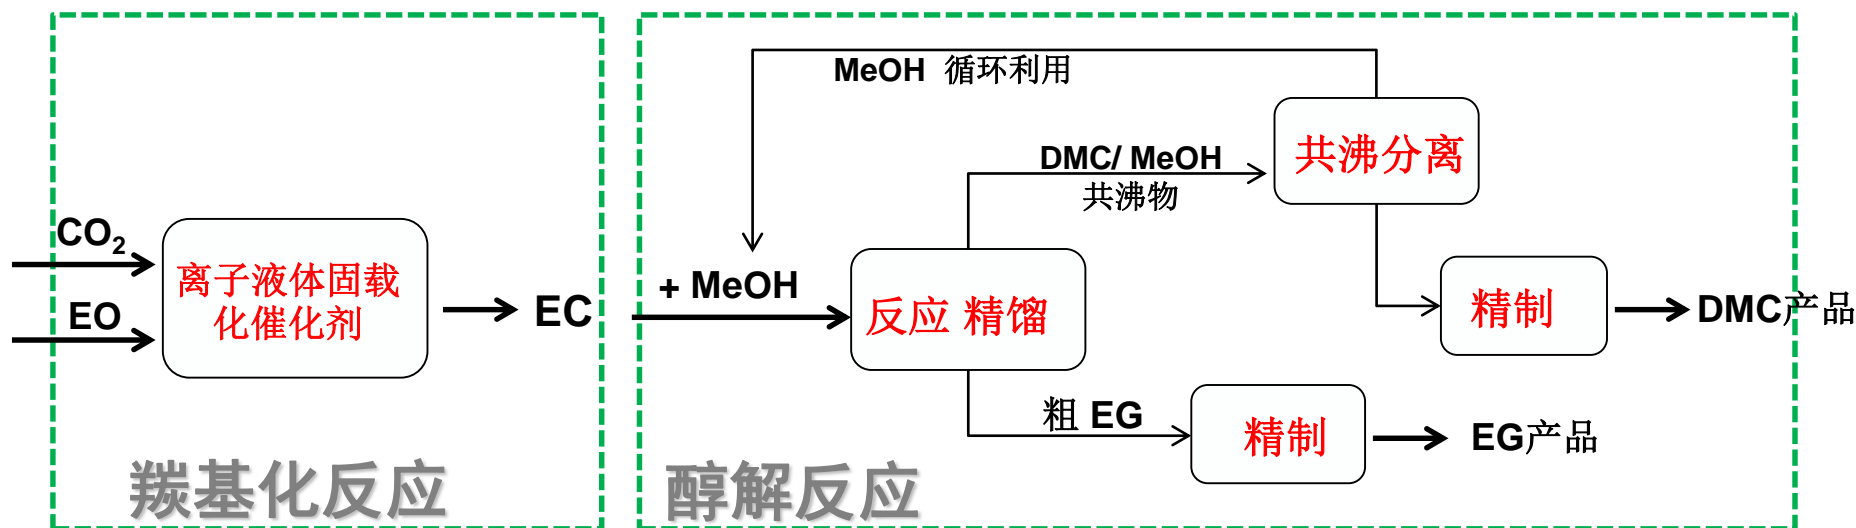 CO2
EO
离子液体固载
化催化剂
EC
羰基化反应
MeOH 循环利用
DMC/ MeOH
共沸物
共沸分离
+ MeOH
反应 精馏
精制
DMC产品
粗 EG
精制
EG产品
醇解反应